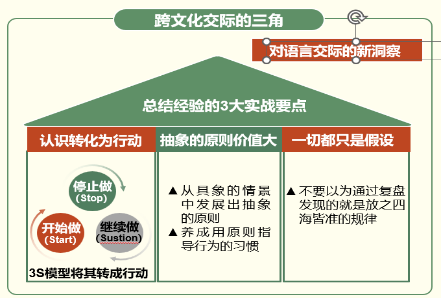 跨文化交际的三角
对语言交际的新洞察
总结经验的3大实战要点
认识转化为行动
抽象的原则价值大
一切都只是假设
停止做
(Stop)
开始做
(Start)
继续做
(Sustion)
3S模型将其转成行动
▲从具象的情景
中发展出抽象
的原则
▲养成用原则指
导行为的习惯
▲不要以为通过复盘
发现的就是放之四
海皆准的规律